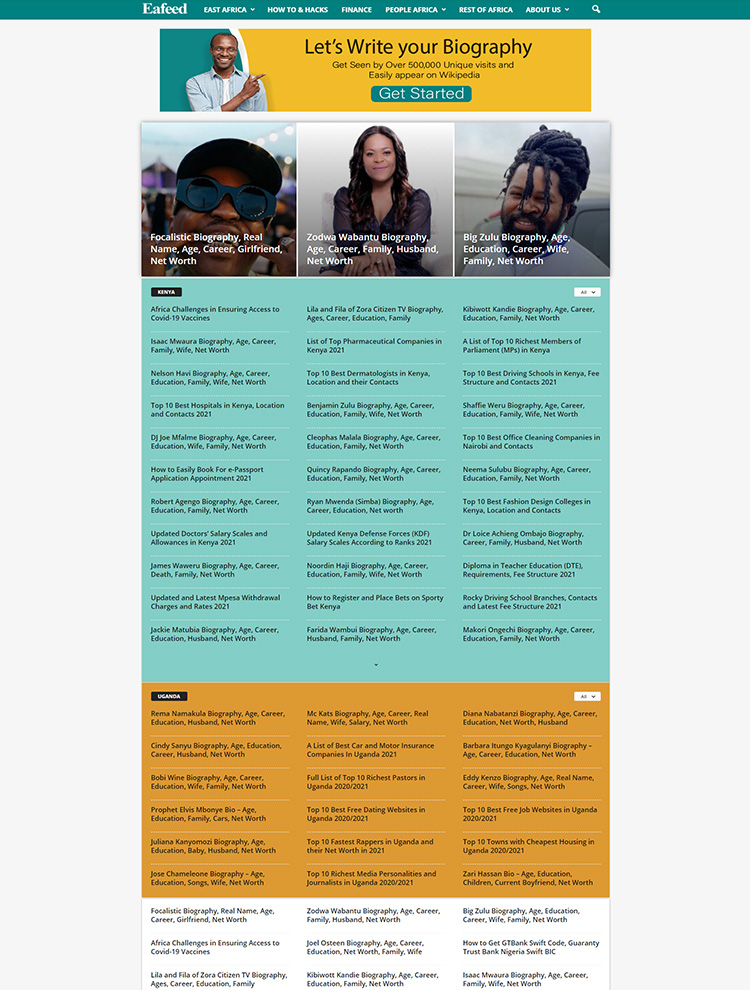 Eafeed EAST AFRICA HOW TO & HACKS FINANCE PEOPLE AFRICA REST OF AFRICA ABOUT US
Let's Write your Biography
Get Seen by Over 500,000 Unique visits and
Easily appear on Wikipedia
Get Started
Focalistic Biography, Real
Name, Age, Career, Girlfriend,
Net Worth
Zodwa Wabantu Biography,
Age, Career, Family, Husband,
Net Worth
Big Zulu Biography, Age,
Education, Career, Wife,
Family, Net Worth
KENYA
All
Africa Challenges in Ensuring Access to
Covid-19 Vaccines
Lila and Fila of Zora Citizen TV Biography,
Ages, Career, Education, Family
Kibiwott Kandie Biography, Age, Career,
Education, Family, Net Worth
Isaac Mwaura Biography, Age, Career,
Family, Wife, Net Worth
List of Top Pharmaceutical Companies in
Kenya 2021
A List of Top 10 Richest Members of
Parliament (MPs) in Kenya
Nelson Havi Biography, Age, Career,
Education, Family, Wife, Net Worth
Top 10 Best Dermatologists in Kenya,
Location and their Contacts
Top 10 Best Driving Schools in Kenya, Fee
Structure and Contacts 2021
Top 10 Best Hospitals in Kenya, Location
and Contacts 2021
Benjamin Zulu Biography, Age, Career,
Education, Family, Wife, Net Worth
Shaffie Weru Biography, Age, Career,
Education, Family, Wife, Net Worth
DJ Joe Mfalme Biography, Age, Career,
Education, Wife, Family, Net Worth
Cleophas Malala Biography, Age, Career,
Education, Family, Net Worth
Top 10 Best Office Cleaning Companies in
Nairobi and Contacts
How to Easily Book For e-Passport
Application Appointment 2021
Quincy Rapando Biography, Age, Career,
Education, Family, Net Worth
Neema Sulubu Biography, Age, Career,
Education, Family, Net Worth
Robert Agengo Biography, Age, Career,
Education, Family, Net Worth
Ryan Mwenda (Simba) Biography, Age,
Career, Education, Net worth
Top 10 Best Fashion Design Colleges in
Kenya, Location and Contacts
Updated Doctors' Salary Scales and
Allowances in Kenya 2021
Updated Kenya Defense Forces (KDF)
Salary Scales According to Ranks 2021
Dr Loice Achieng Ombajo Biography,
Career, Family, Husband, Net Worth
James Waweru Biography, Age, Career,
Death, Family, Net Worth
Noordin Haji Biography, Age, Career,
Education, Family, Wife, Net Worth
Diploma in Teacher Education (DTE),
Requirements, Fee Structure 2021
Updated and Latest Mpesa Withdrawal
Charges and Rates 2021
How to Register and Place Bets on Sporty
Bet Kenya
Rocky Driving School Branches, Contacts
and Latest Fee Structure 2021
Jackie Matubia Biography, Age, Career,
Education, Husband, Net Worth
Farida Wambui Biography, Age, Career,
Husband, Family, Net Worth
Makori Ongechi Biography, Age, Career,
Education, Family, Net Worth
UGANDA
All
Rema Namakula Biography, Age, Career,
Education, Husband, Net Worth
Mc Kats Biography, Age, Career, Real
Name, Wife, Salary, Net Worth
Diana Nabatanzi Biography, Age, Career,
Education, Net Worth, Husband
Cindy Sanyu Biography, Age, Education,
Career, Husband, Net Worth
A List of Best Car and Motor Insurance
Companies In Uganda 2021
Barbara Itungo Kyagulanyi Biography –
Age, Career, Education, Net Worth
Bobi Wine Biography, Age, Career,
Education, Wife, Family, Net Worth
Full List of Top 10 Richest Pastors in
Uganda 2020/2021
Eddy Kenzo Biography, Age, Real Name,
Career, Wife, Songs, Net Worth
Prophet Elvis Mbonye Bio – Age,
Education, Family, Cars, Net Worth
Top 10 Best Free Dating Websites in
Uganda 2020/2021
Top 10 Best Free Job Websites in Uganda
2020/2021
Juliana Kanyomozi Biography, Age,
Education, Baby, Husband, Net Worth
Top 10 Fastest Rappers in Uganda and
their Net Worth in 2021
Top 10 Towns with Cheapest Housing in
Uganda 2020/2021
Jose Chameleone Biography – Age,
Education, Songs, Wife, Net Worth
Top 10 Richest Media Personalities and
Journalists in Uganda 2020/2021
Zari Hassan Bio – Age, Education,
Children, Current Boyfriend, Net Worth
Focalistic Biography, Real Name, Age,
Career, Girlfriend, Net Worth
Zodwa Wabantu Biography, Age, Career,
Family, Husband, Net Worth
Big Zulu Biography, Age, Education,
Career, Wife, Family, Net Worth
Africa Challenges in Ensuring Access to
Covid-19 Vaccines
Joel Osteen Biography, Age, Career,
Education, Net Worth, Family, Wife
How to Get GTBank Swift Code, Guaranty
Trust Bank Nigeria Swift BIC
Lila and Fila of Zora Citizen TV Biography,
Ages, Career, Education, Family
Kibiwott Kandie Biography, Age, Career,
Education, Family, Net Worth
Isaac Mwaura Biography, Age, Career,
Family, Wife, Net Worth